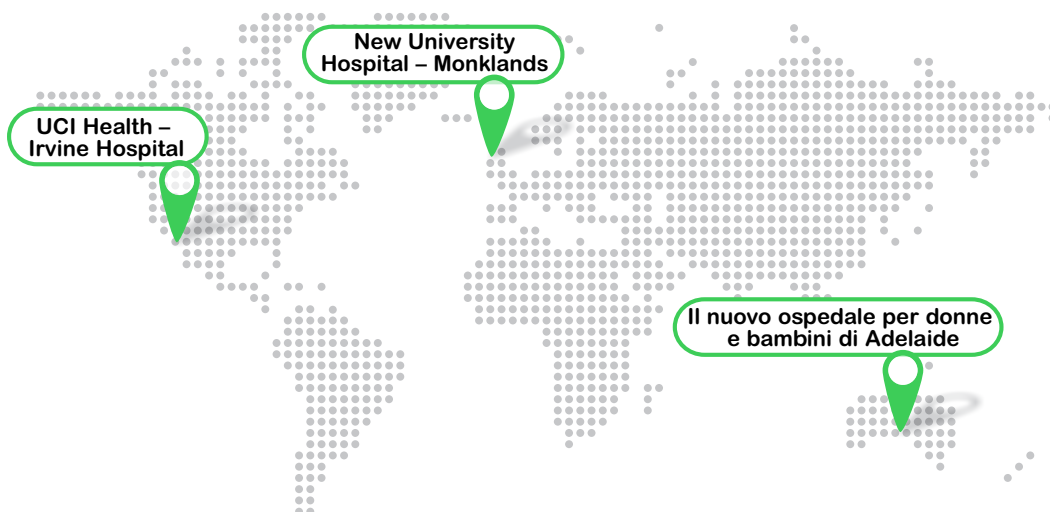 New University
Hospital – Monklands
UCI Health –
Irvine Hospital
Il nuovo ospedale per donne
e bambini di Adelaide